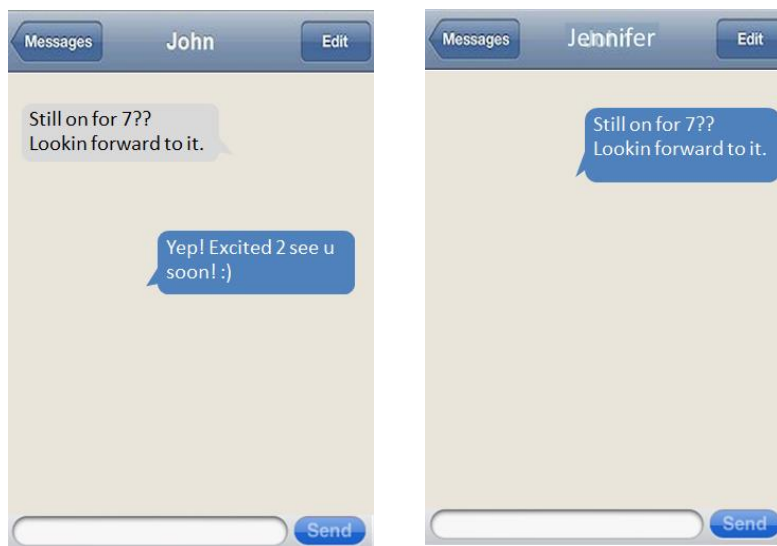 Messages
John
Edit
Still on for 7??
Lookin forward to it.
Yep! Excited 2 see u
soon! :)
Send
Messages
Jennifer
Edit
Still on for 7??
Lookin forward to it.
Send